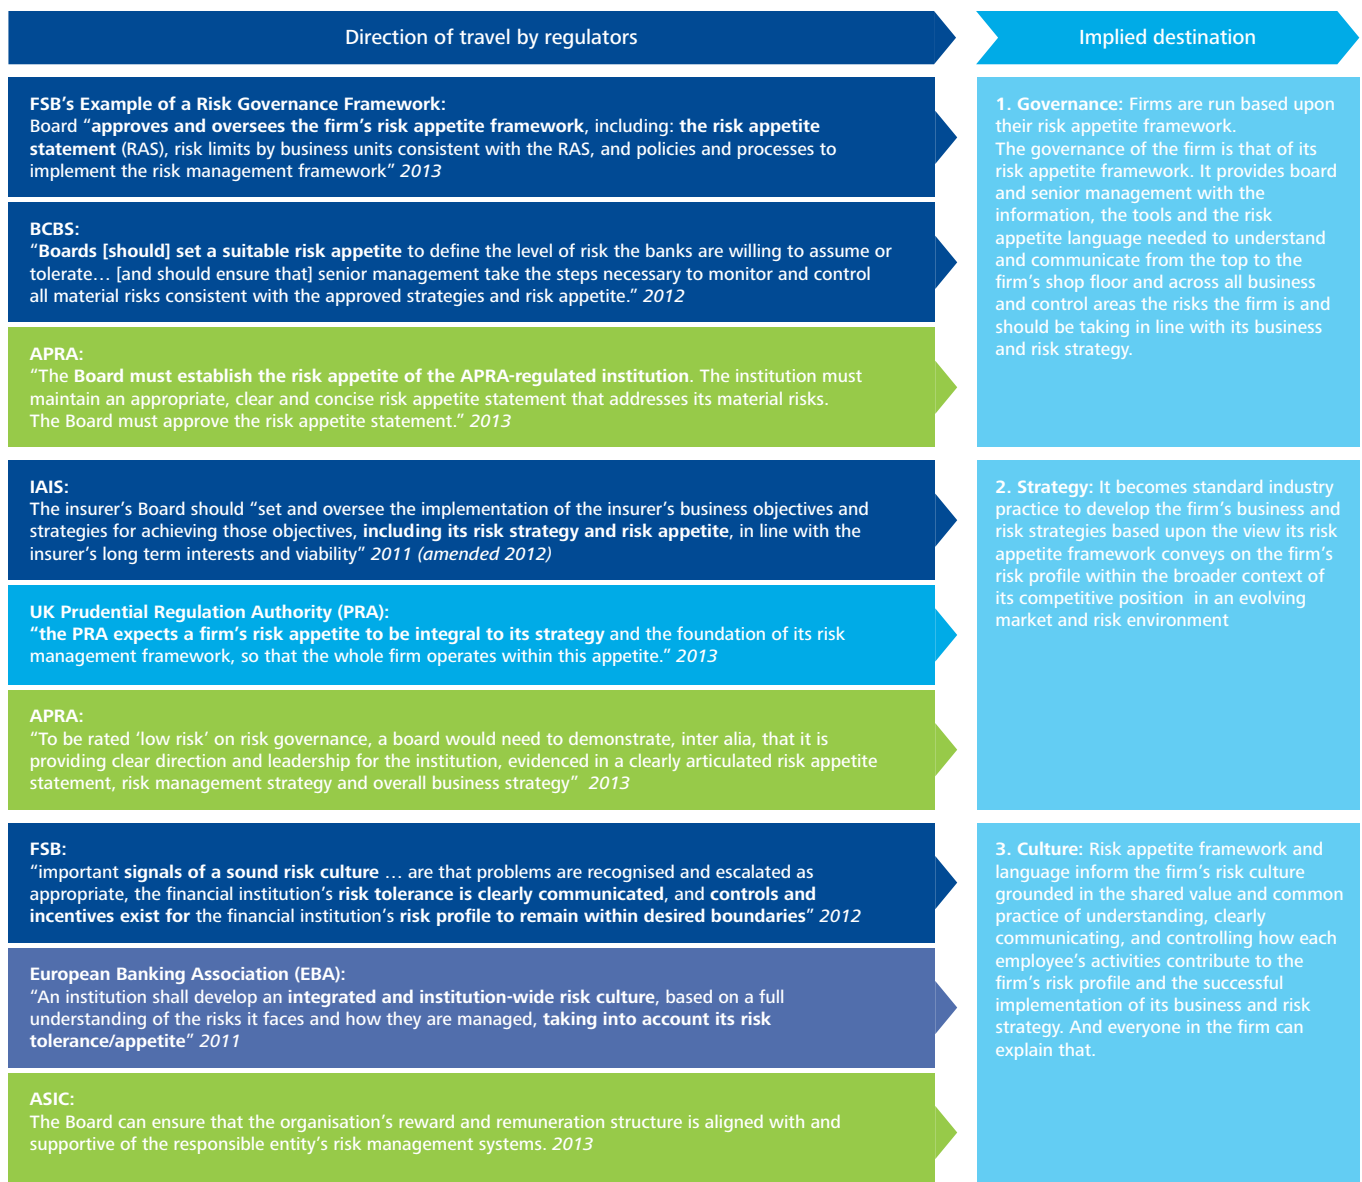 Direction of travel by regulators
Implied destination
FSB’s Example of a Risk Governance Framework:
Board “approves and oversees the firm’s risk appetite framework, including: the risk appetite
statement (RAS), risk limits by business units consistent with the RAS, and policies and processes to
implement the risk management framework” 2013
BCBS:
“Boards [should] set a suitable risk appetite to define the level of risk the banks are willing to assume or
tolerate… [and should ensure that] senior management take the steps necessary to monitor and control
all material risks consistent with the approved strategies and risk appetite.” 2012
APRA:
“The Board must establish the risk appetite of the APRA-regulated institution. The institution must
maintain an appropriate, clear and concise risk appetite statement that addresses its material risks.
The Board must approve the risk appetite statement.” 2013
1. Governance: Firms are run based upon
their risk appetite framework.
The governance of the firm is that of its
risk appetite framework. It provides board
and senior management with the
information, the tools and the risk
appetite language needed to understand
and communicate from the top to the
firm’s shop floor and across all business
and control areas the risks the firm is and
should be taking in line with its business
and risk strategy.
IAIS:
The insurer’s Board should “set and oversee the implementation of the insurer’s business objectives and
strategies for achieving those objectives, including its risk strategy and risk appetite, in line with the
insurer’s long term interests and viability” 2011 (amended 2012)
UK Prudential Regulation Authority (PRA):
“the PRA expects a firm’s risk appetite to be integral to its strategy and the foundation of its risk
management framework, so that the whole firm operates within this appetite.” 2013
APRA:
“To be rated ‘low risk’ on risk governance, a board would need to demonstrate, inter alia, that it is
providing clear direction and leadership for the institution, evidenced in a clearly articulated risk appetite
statement, risk management strategy and overall business strategy” 2013
2. Strategy: It becomes standard industry
practice to develop the firm’s business and
risk strategies based upon the view its risk
appetite framework conveys on the firm’s
risk profile within the broader context of
its competitive position in an evolving
market and risk environment
FSB:
“important signals of a sound risk culture … are that problems are recognised and escalated as
appropriate, the financial institution’s risk tolerance is clearly communicated, and controls and
incentives exist for the financial institution’s risk profile to remain within desired boundaries” 2012
European Banking Association (EBA):
“An institution shall develop an integrated and institution-wide risk culture, based on a full
understanding of the risks it faces and how they are managed, taking into account its risk
tolerance/appetite” 2011
ASIC:
The Board can ensure that the organisation’s reward and remuneration structure is aligned with and
supportive of the responsible entity’s risk management systems. 2013
3. Culture: Risk appetite framework and
language inform the firm’s risk culture
grounded in the shared value and common
practice of understanding, clearly
communicating, and controlling how each
employee’s activities contribute to the
firm’s risk profile and the successful
implementation of its business and risk
strategy. And everyone in the firm can
explain that.